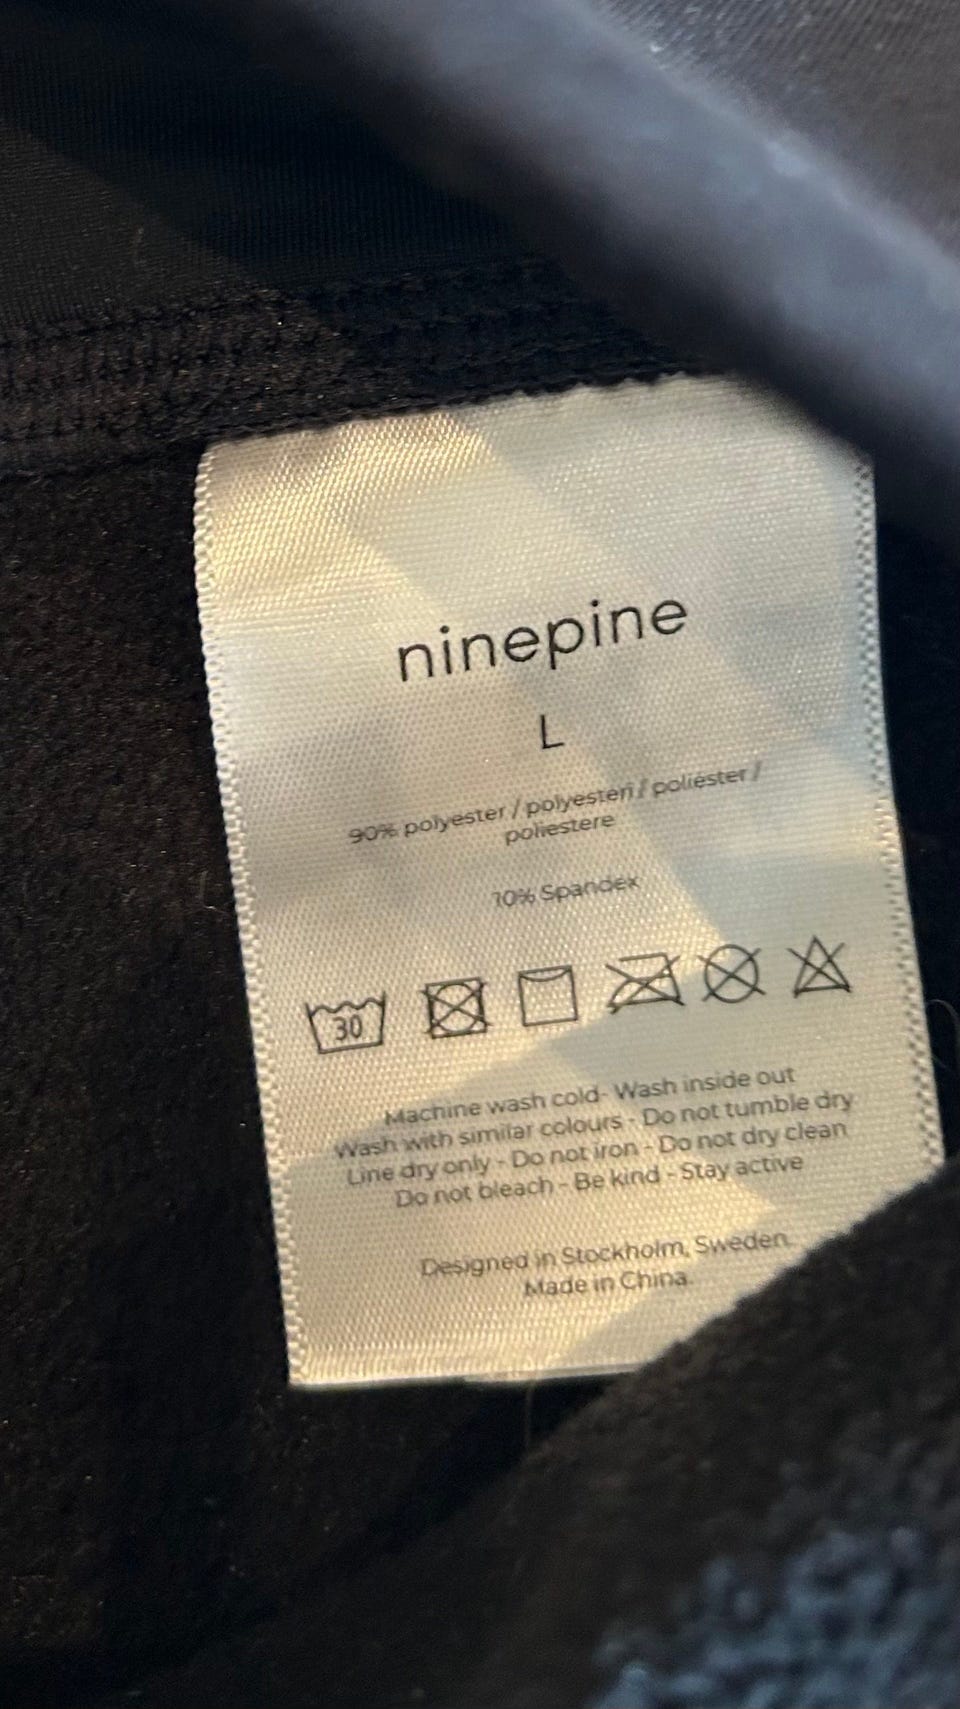 ninepine
L
90% polyester / polyesteri / poliéster /
poliestere
10% Spandex
30
Machine wash cold- Wash inside out
Wash with similar colours - Do not tumble dry
Line dry only - Do not iron - Do not dry clean
Do not bleach - Be kind - Stay active
Designed in Stockholm, Sweden.
Made in China.